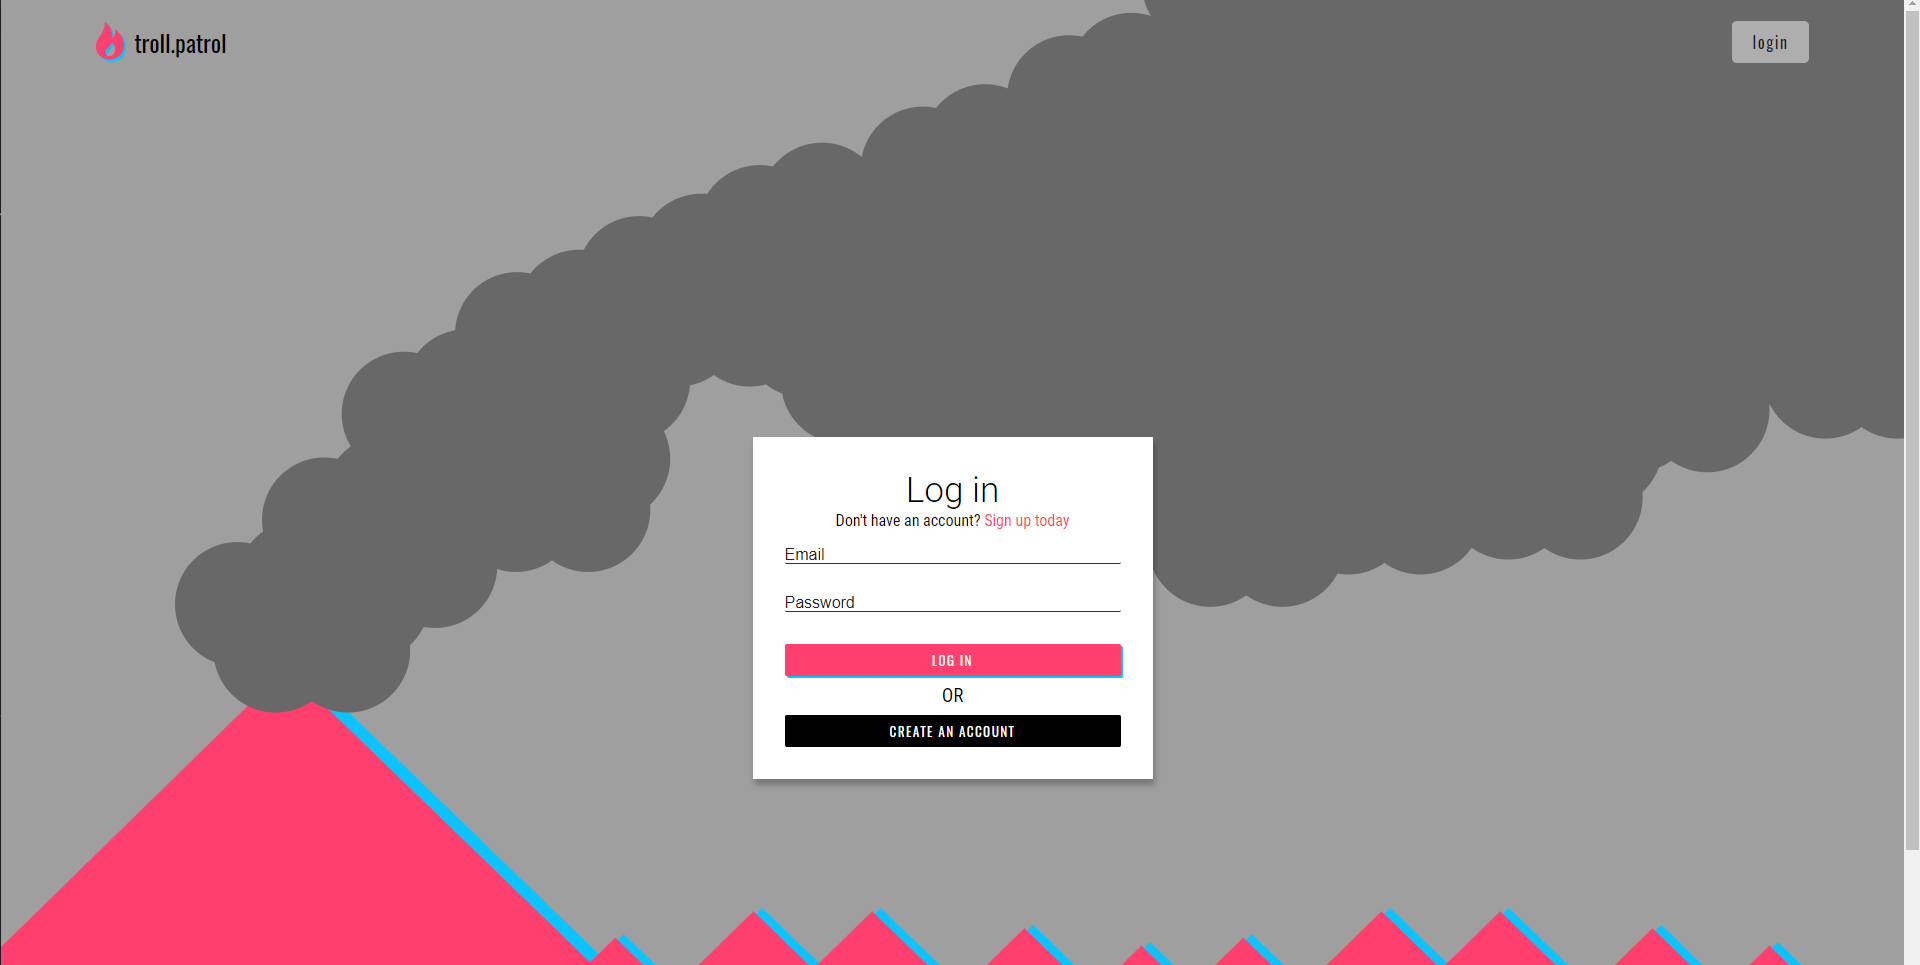 troll.patrol
login
Log in
Don't have an account? Sign up today
Email
Password
LOG IN
OR
CREATE AN ACCOUNT